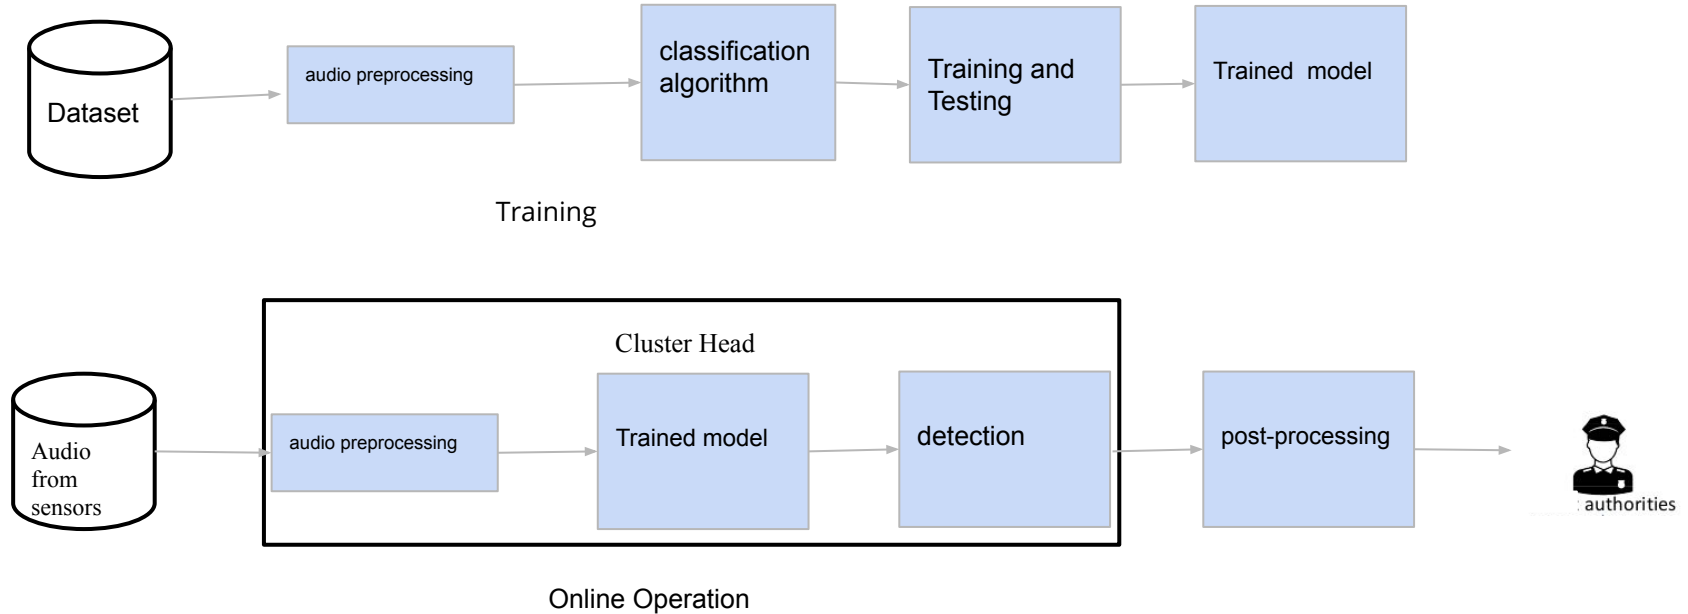 Dataset
audio preprocessing
classification
algorithm
Training and
Testing
Trained model
Training
Cluster Head
Audio
from
sensors
audio preprocessing
Trained model
detection
post-processing
authorities
Online Operation